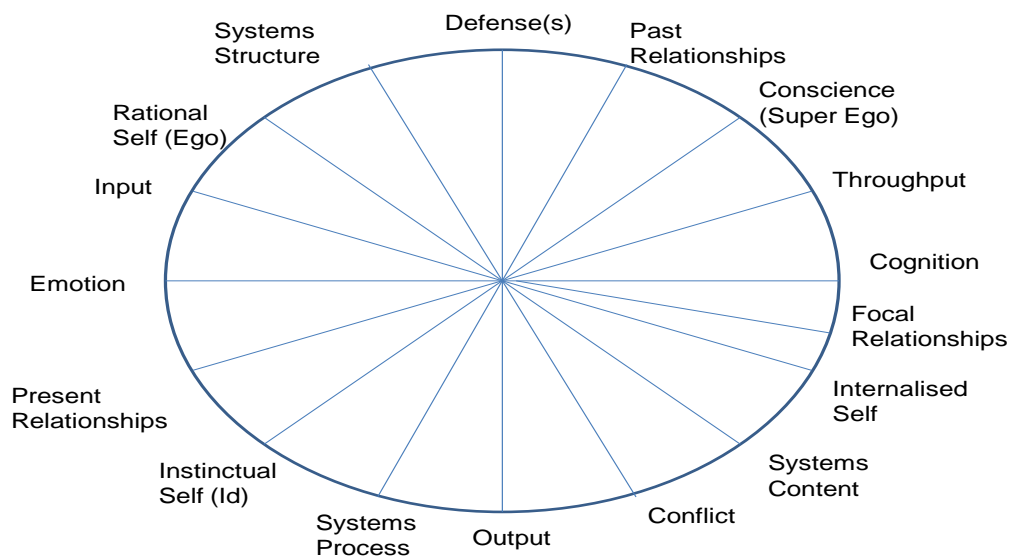 Defense(s)
Systems
Structure
Past
Relationships
Conscience
(Super Ego)
Rational
Self (Ego)
Throughput
Input
Cognition
Emotion
Focal
Relationships
Internalised
Self
Present
Relationships
Systems
Content
Instinctual
Self (Id)
Conflict
Systems
Process
Output